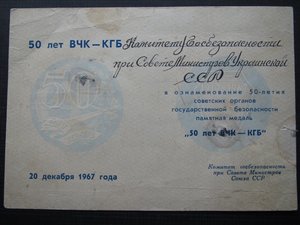 50 лет ВЧК — КГБ Комитету Госбезопасности
при Совете Министров Украинской
ССР
50
в ознаменование 50-летия
советских органов
государственной безопасности
памятная медаль
„50 лет ВЧК — КГБ"
20 декабря 1967 года
Комитет госбезопасности
при Совете Министров
Союза ССР